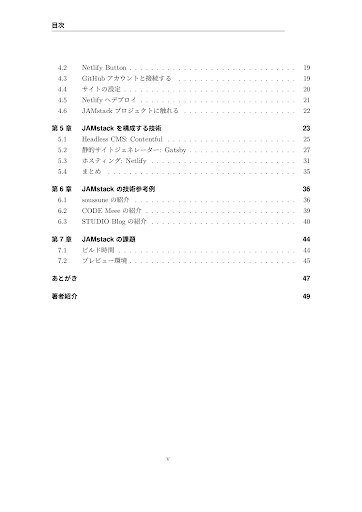 目次
4.2 Netlify Button 19
4.3 GitHub アカウントと接続する 19
4.4 サイトの設定 20
4.5 Netlify へデプロイ 21
4.6 JAMstack プロジェクトに触れる 22
第 5 章 JAMstack を構成する技術 23
5.1 Headless CMS: Contentful 25
5.2 静的サイトジェネレーター: Gatsby 27
5.3 ホスティング: Netlify 31
5.4 まとめ 35
第 6 章 JAMstack の技術参考例 36
6.1 souseune の紹介 36
6.2 CODE Meee の紹介 39
6.3 STUDIO Blog の紹介 40
第 7 章 JAMstack の課題 44
7.1 ビルド時間 44
7.2 プレビュー環境 45
あとがき 47
著者紹介 49
v